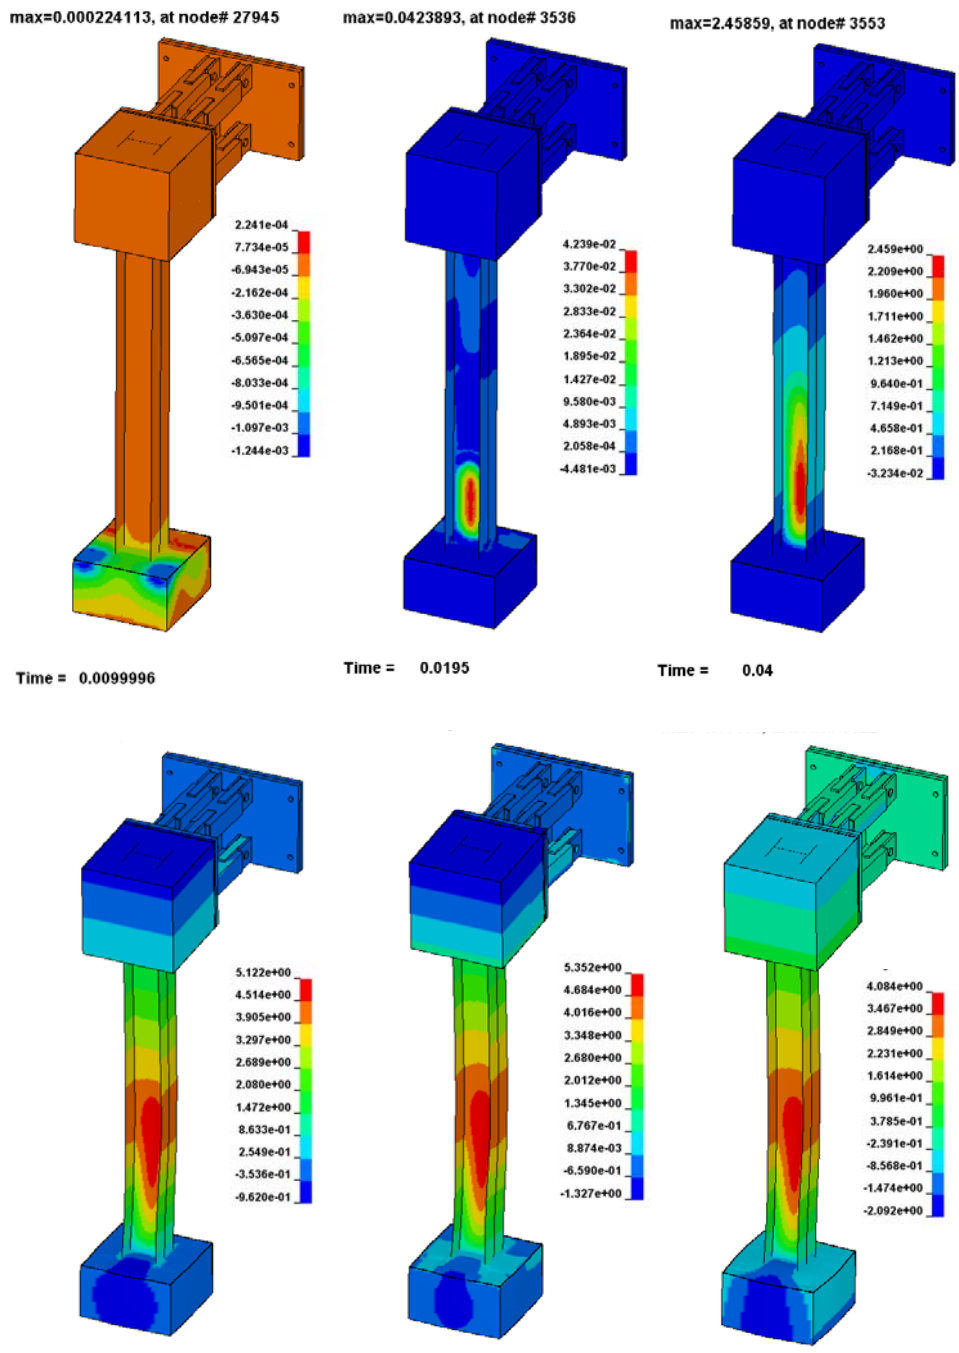 max=0.000224113, at node# 27945
max=0.0423893, at node# 3536
max=2.45859, at node# 3553
2.241e-04
7.734e-05
-6.943e-05
-2.162e-04
-3.630e-04
-5.097e-04
-6.565e-04
-8.033e-04
-9.501e-04
-1.097e-03
-1.244e-03
4.239e-02
3.770e-02
3.302e-02
2.833e-02
2.364e-02
1.895e-02
1.427e-02
9.580e-03
4.893e-03
2.058e-04
-4.481e-03
2.459e+00
2.209e+00
1.960e+00
1.711e+00
1.462e+00
1.213e+00
9.640e-01
7.149e-01
4.658e-01
2.168e-01
-3.234e-02
Time = 0.0099996
Time = 0.0195
Time = 0.04
5.122e+00
4.514e+00
3.905e+00
3.297e+00
2.689e+00
2.080e+00
1.472e+00
8.633e-01
2.549e-01
-3.536e-01
-9.620e-01
5.352e+00
4.684e+00
4.016e+00
3.348e+00
2.680e+00
2.012e+00
1.345e+00
6.767e-01
8.874e-03
-6.590e-01
-1.327e+00
4.084e+00
3.467e+00
2.849e+00
2.231e+00
1.614e+00
9.961e-01
3.785e-01
-2.391e-01
-8.568e-01
-1.474e+00
-2.092e+00